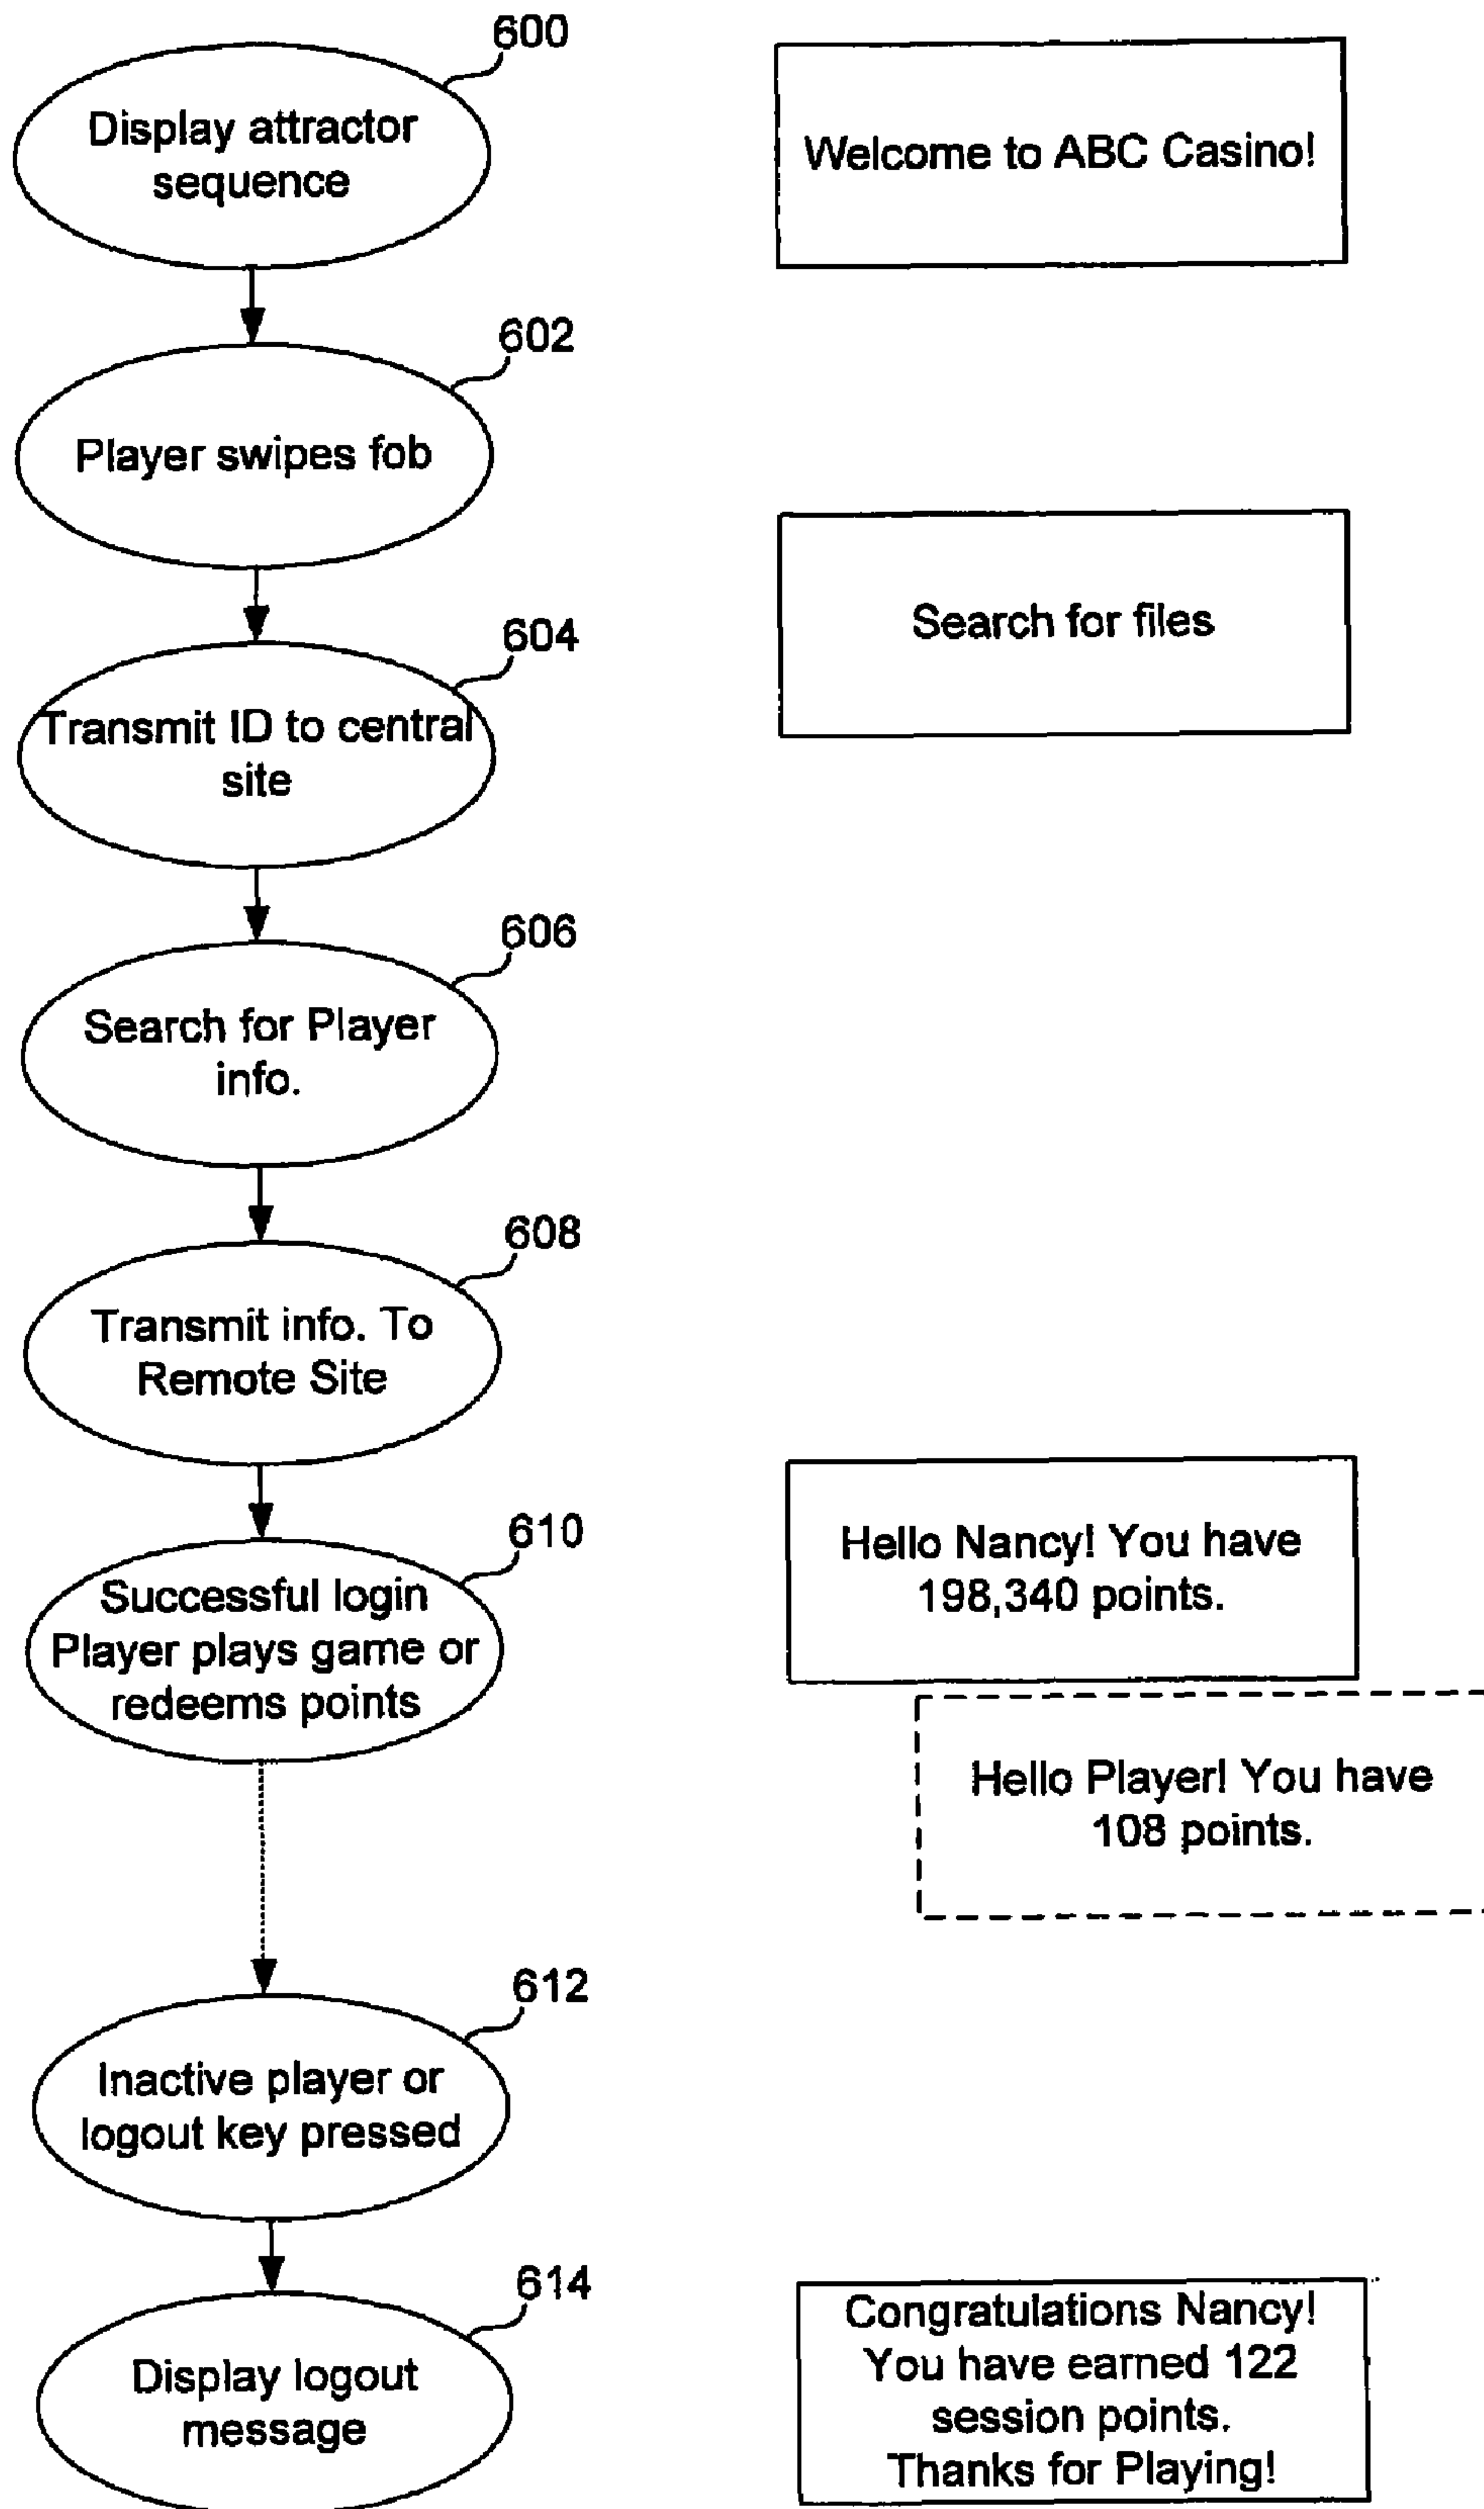 600
Display attractor
sequence
Welcome to ABC Casino!
602
Player swipes fob
Search for files
604
Transmit ID to central
site
606
Search for Player
info.
608
Transmit info. To
Remote Site
610
Successful login
Player plays game or
redeems points
Hello Nancy! You have
198,340 points.
Hello Player! You have
108 points.
612
Inactive player or
logout key pressed
614
Display logout
message
Congratulations Nancy!
You have earned 122
session points.
Thanks for Playing!